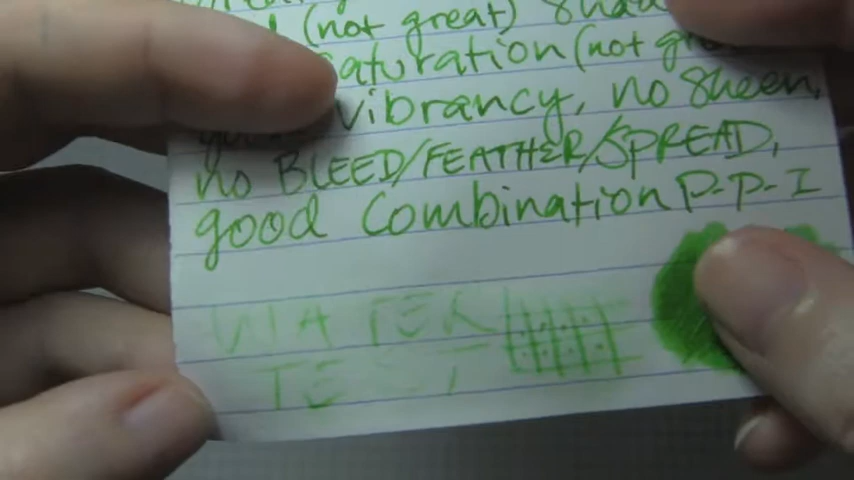 (not great)
saturation (not
vibrancy, no sheen,
no BLEED/FEATHER/SPREAD,
good combination P-P-I
WATER
TEST